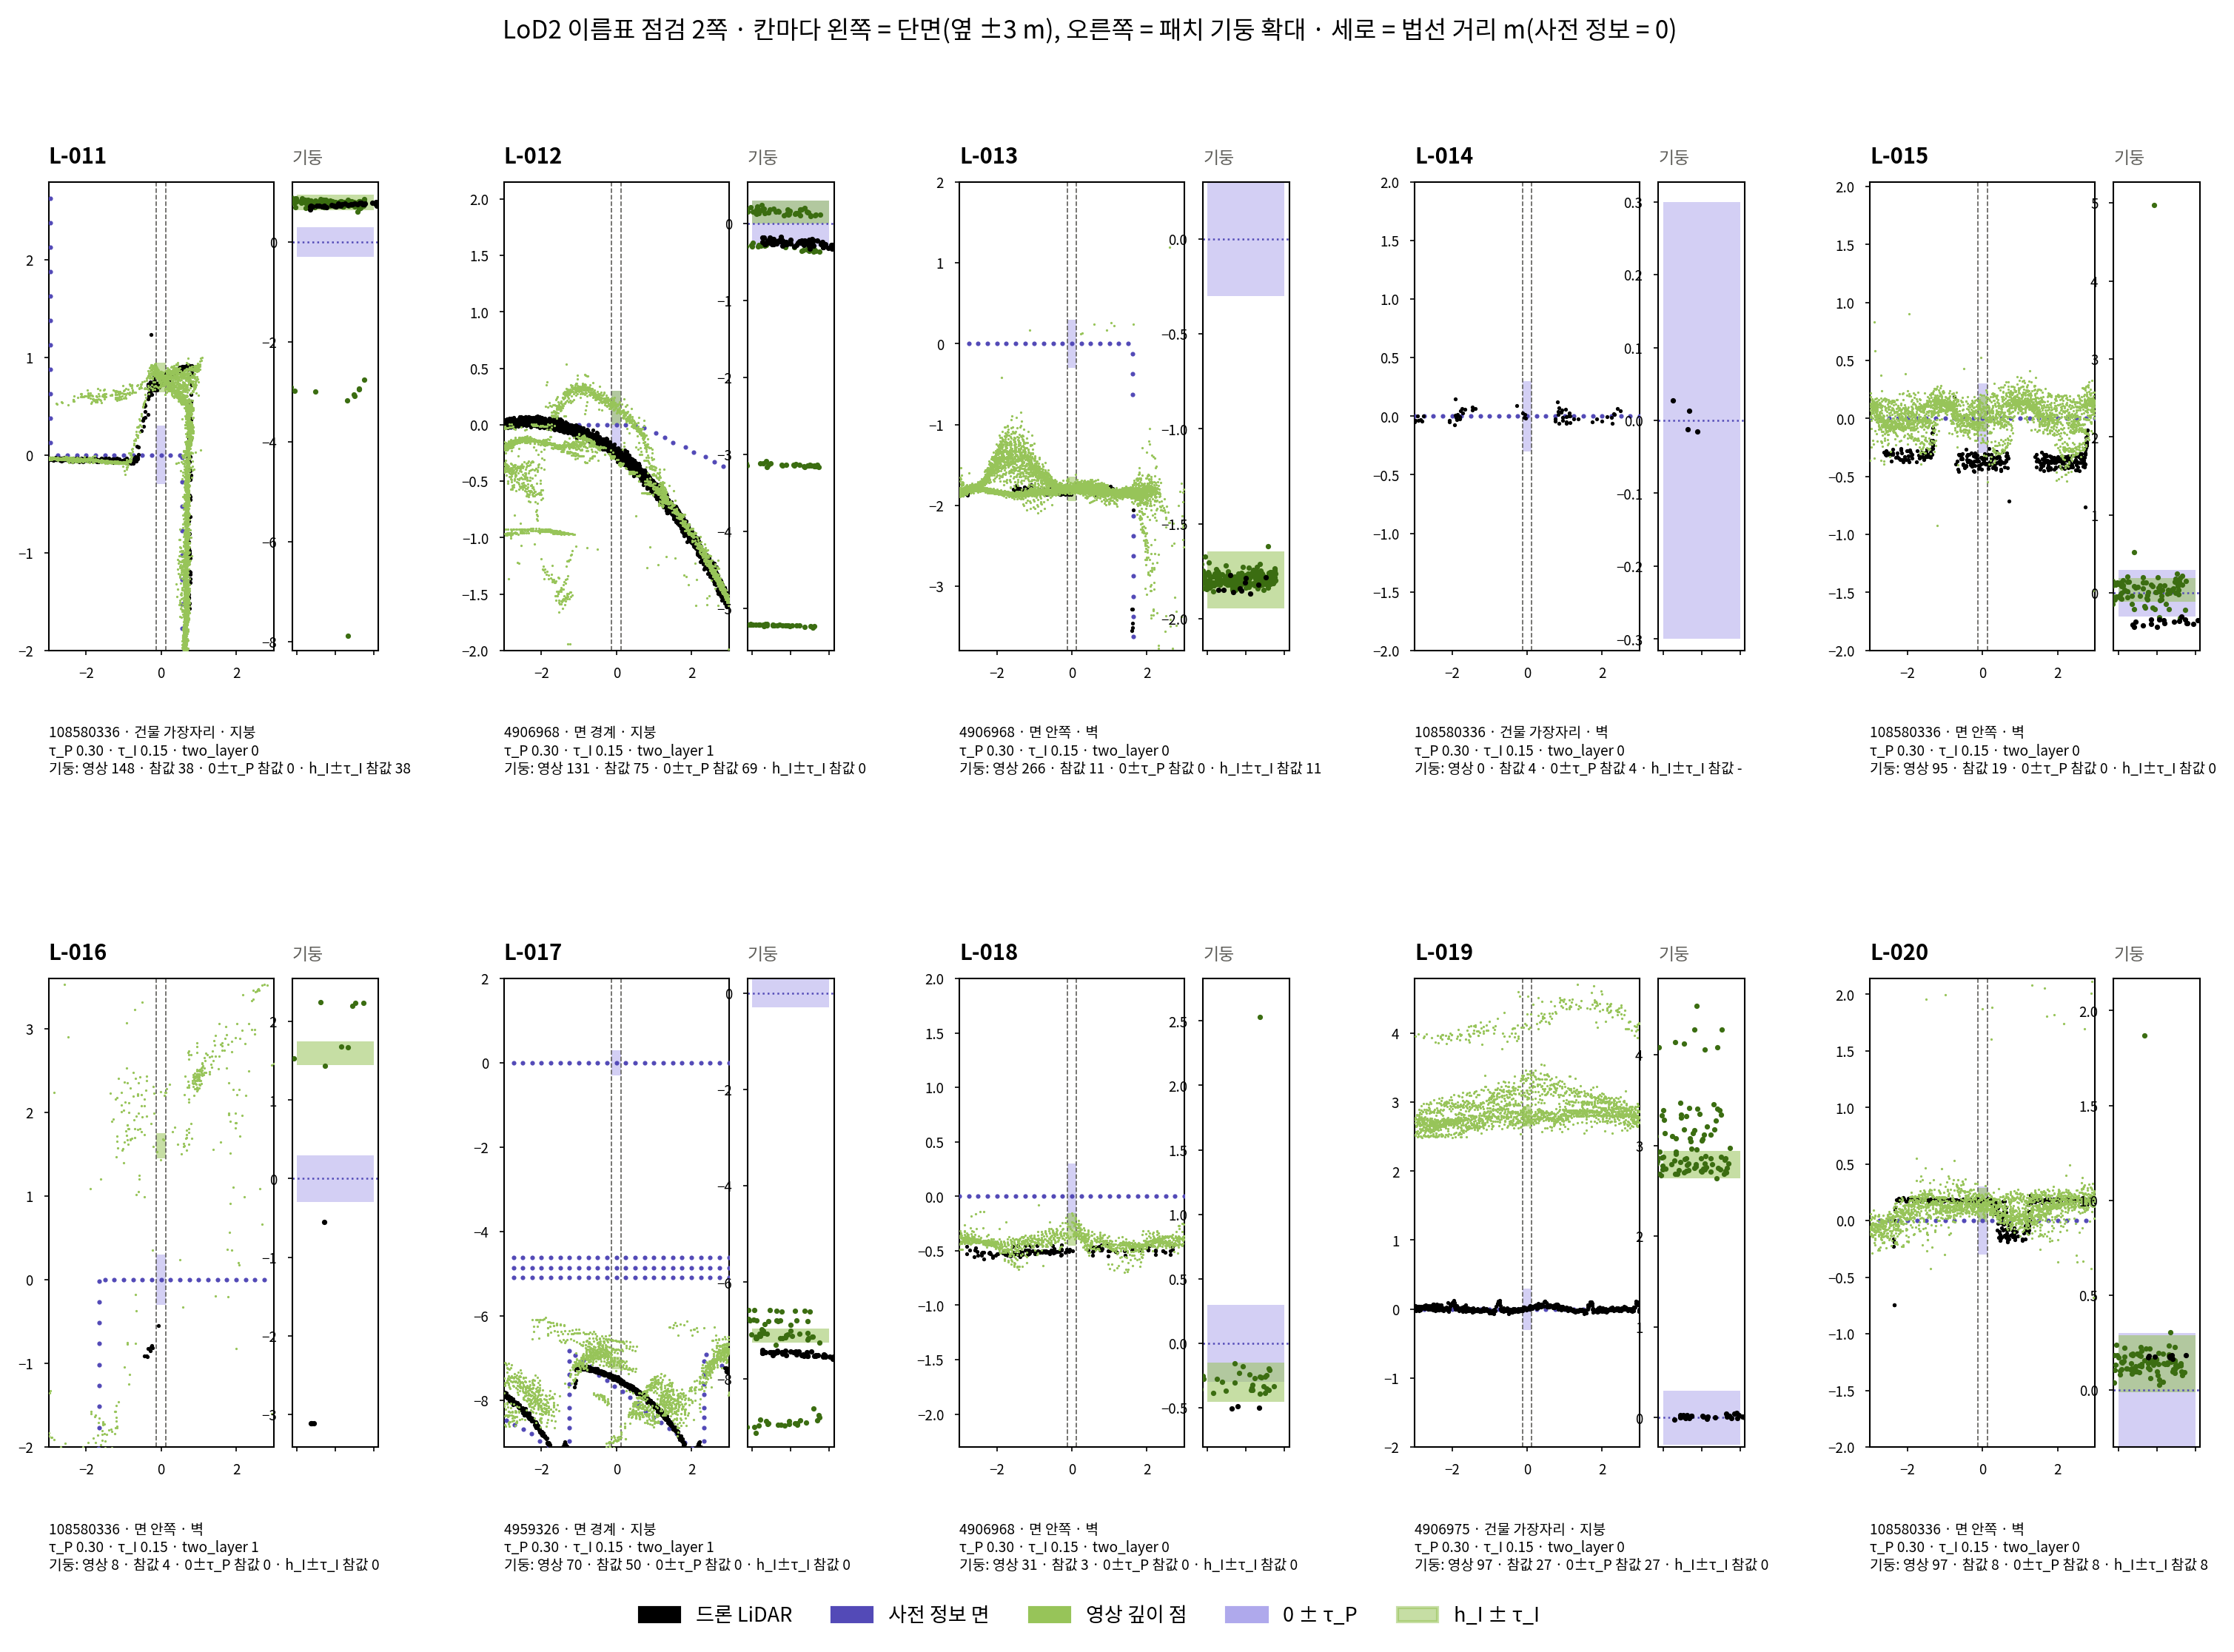 LoD2 이름표 점검 2쪽 · 칸마다 왼쪽 = 단면(옆 ±3 m), 오른쪽 = 패치 기둥 확대 · 세로 = 법선 거리 m(사전 정보 = 0)
L-011 기둥 L-012 기둥 L-013 기둥 L-014 기둥 L-015 기둥
108580336 · 건물 가장자리 · 지붕
τ_P 0.30 · τ_I 0.15 · two_layer 0
기둥: 영상 148 · 참값 38 · 0±τ_P 참값 0 · h_I±τ_I 참값 38
4906968 · 면 경계 · 지붕
τ_P 0.30 · τ_I 0.15 · two_layer 1
기둥: 영상 131 · 참값 75 · 0±τ_P 참값 69 · h_I±τ_I 참값 0
4906968 · 면 안쪽 · 벽
τ_P 0.30 · τ_I 0.15 · two_layer 0
기둥: 영상 266 · 참값 11 · 0±τ_P 참값 0 · h_I±τ_I 참값 11
108580336 · 건물 가장자리 · 벽
τ_P 0.30 · τ_I 0.15 · two_layer 0
기둥: 영상 0 · 참값 4 · 0±τ_P 참값 4 · h_I±τ_I 참값 -
108580336 · 면 안쪽 · 벽
τ_P 0.30 · τ_I 0.15 · two_layer 0
기둥: 영상 95 · 참값 19 · 0±τ_P 참값 0 · h_I±τ_I 참값 0
L-016 기둥 L-017 기둥 L-018 기둥 L-019 기둥 L-020 기둥
108580336 · 면 안쪽 · 벽
τ_P 0.30 · τ_I 0.15 · two_layer 1
기둥: 영상 8 · 참값 4 · 0±τ_P 참값 0 · h_I±τ_I 참값 0
4959326 · 면 경계 · 지붕
τ_P 0.30 · τ_I 0.15 · two_layer 1
기둥: 영상 70 · 참값 50 · 0±τ_P 참값 0 · h_I±τ_I 참값 0
4906968 · 면 안쪽 · 벽
τ_P 0.30 · τ_I 0.15 · two_layer 0
기둥: 영상 31 · 참값 3 · 0±τ_P 참값 0 · h_I±τ_I 참값 0
4906975 · 건물 가장자리 · 지붕
τ_P 0.30 · τ_I 0.15 · two_layer 0
기둥: 영상 97 · 참값 27 · 0±τ_P 참값 27 · h_I±τ_I 참값 0
108580336 · 면 안쪽 · 벽
τ_P 0.30 · τ_I 0.15 · two_layer 0
기둥: 영상 97 · 참값 8 · 0±τ_P 참값 8 · h_I±τ_I 참값 8
드론 LiDAR 사전 정보 면 영상 깊이 점 0 ± τ_P h_I ± τ_I